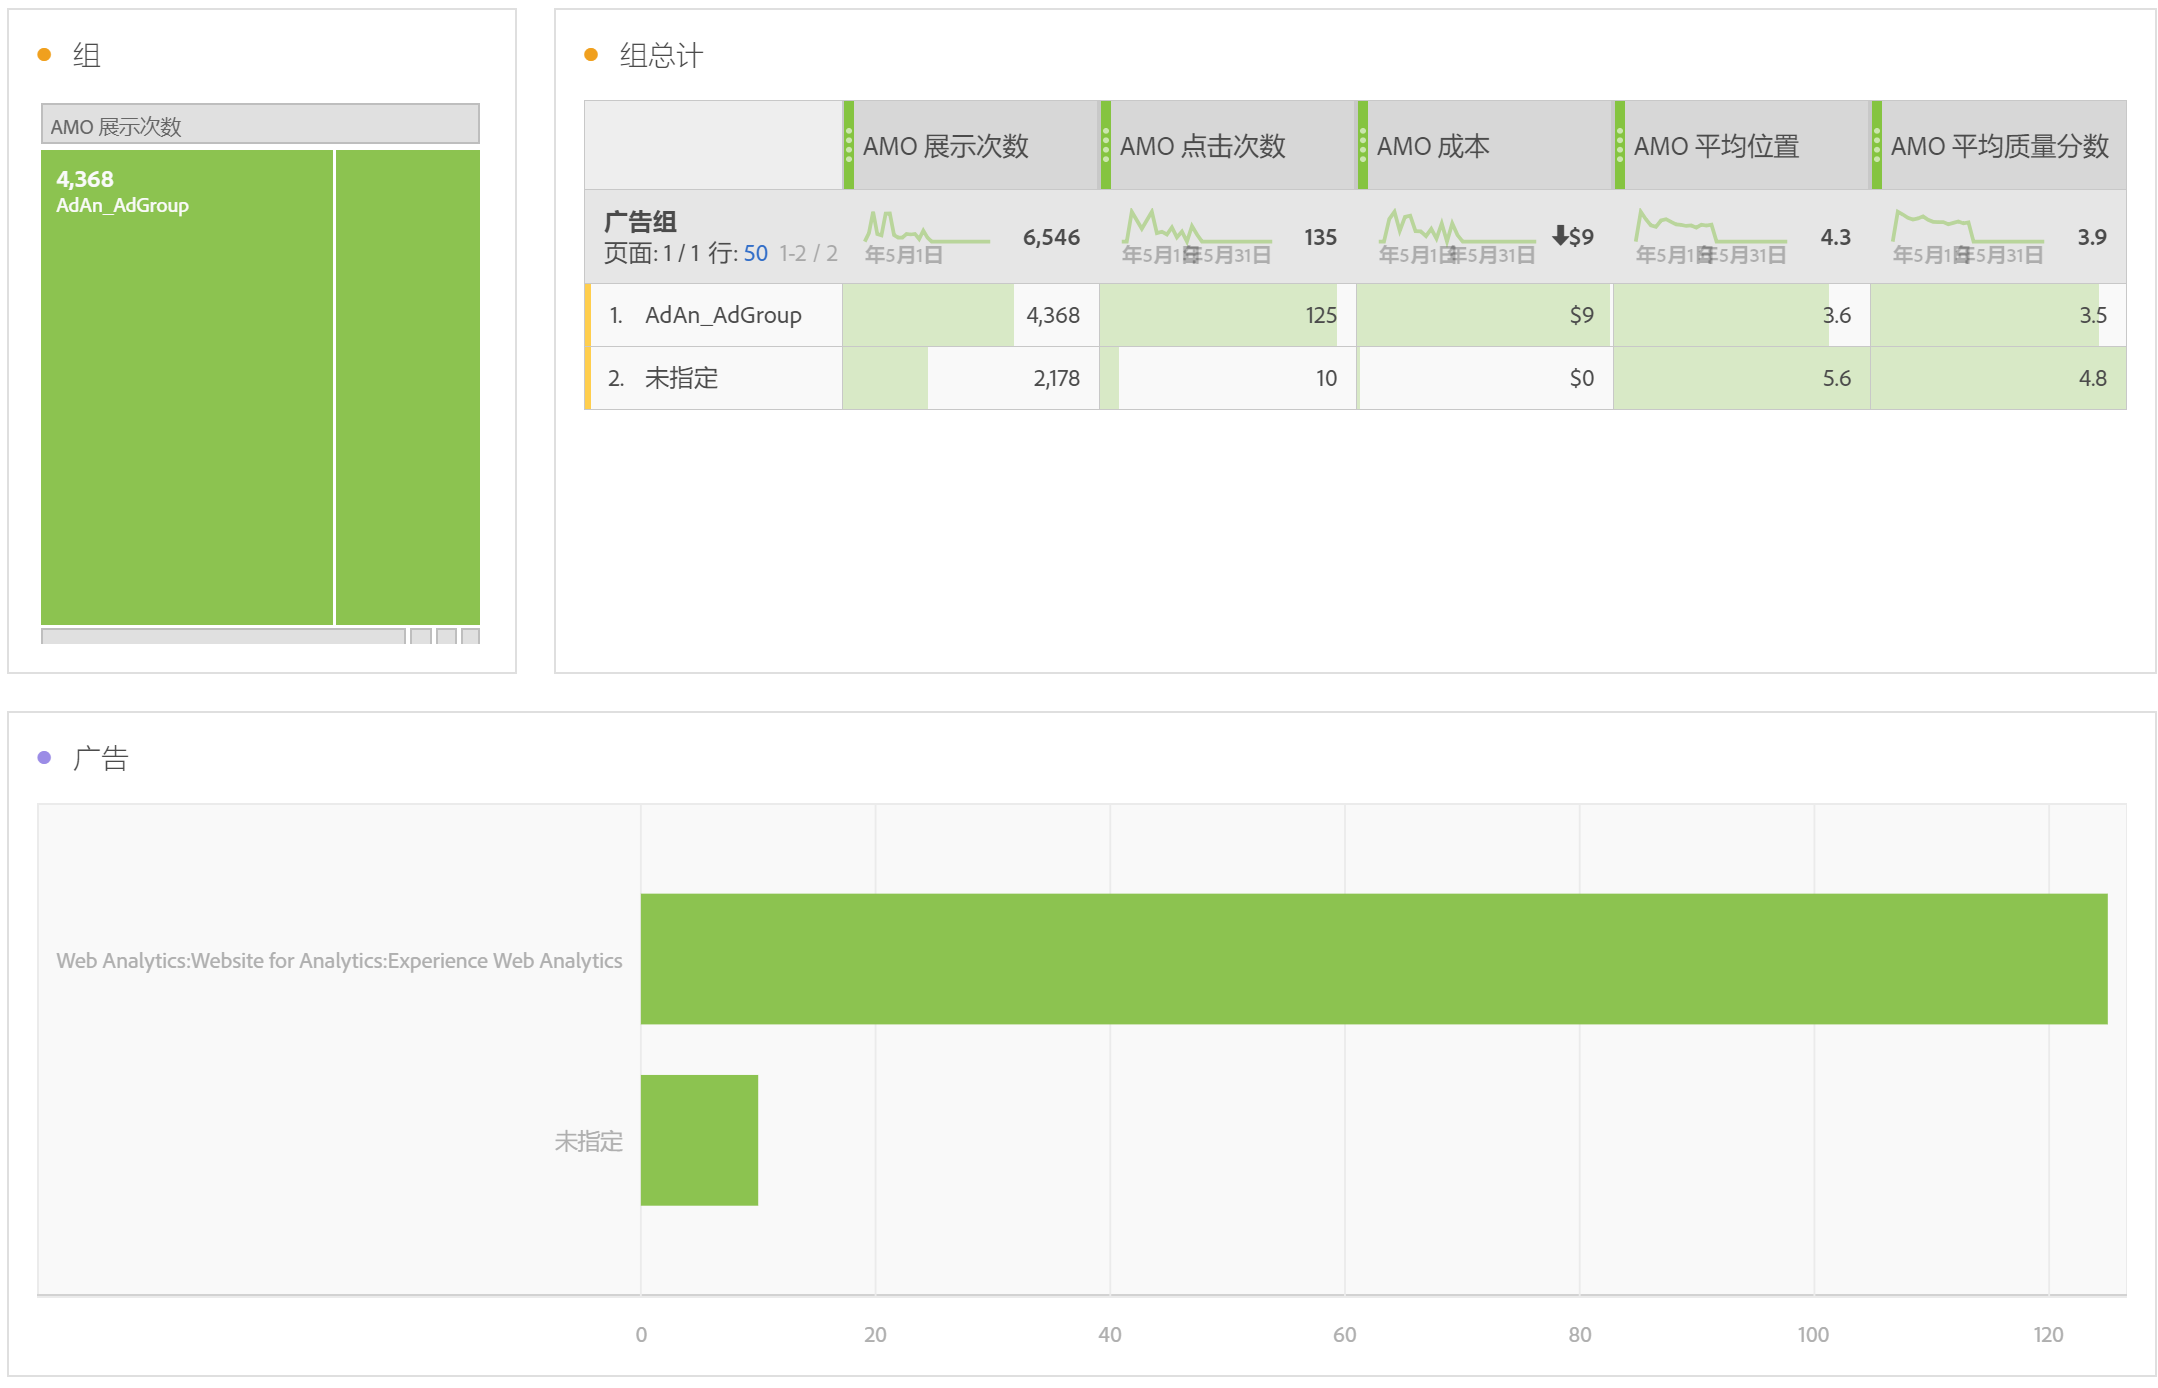 组
AMO 展示次数
4,368
AdAn_AdGroup
组总计
AMO 展示次数 AMO 点击次数 AMO 成本 AMO 平均位置 AMO 平均质量分数
广告组 6,546 135 $9 4.3 3.9
页面: 1 / 1 行: 50 1-2 / 2 年5月1日 年5月1日 年5月31日 年5月1日 年5月31日 年5月1日 年5月31日 年5月1日 年5月31日
1. AdAn_AdGroup 4,368 125 $9 3.6 3.5
2. 未指定 2,178 10 $0 5.6 4.8
广告
Web Analytics:Website for Analytics:Experience Web Analytics
未指定
0 20 40 60 80 100 120